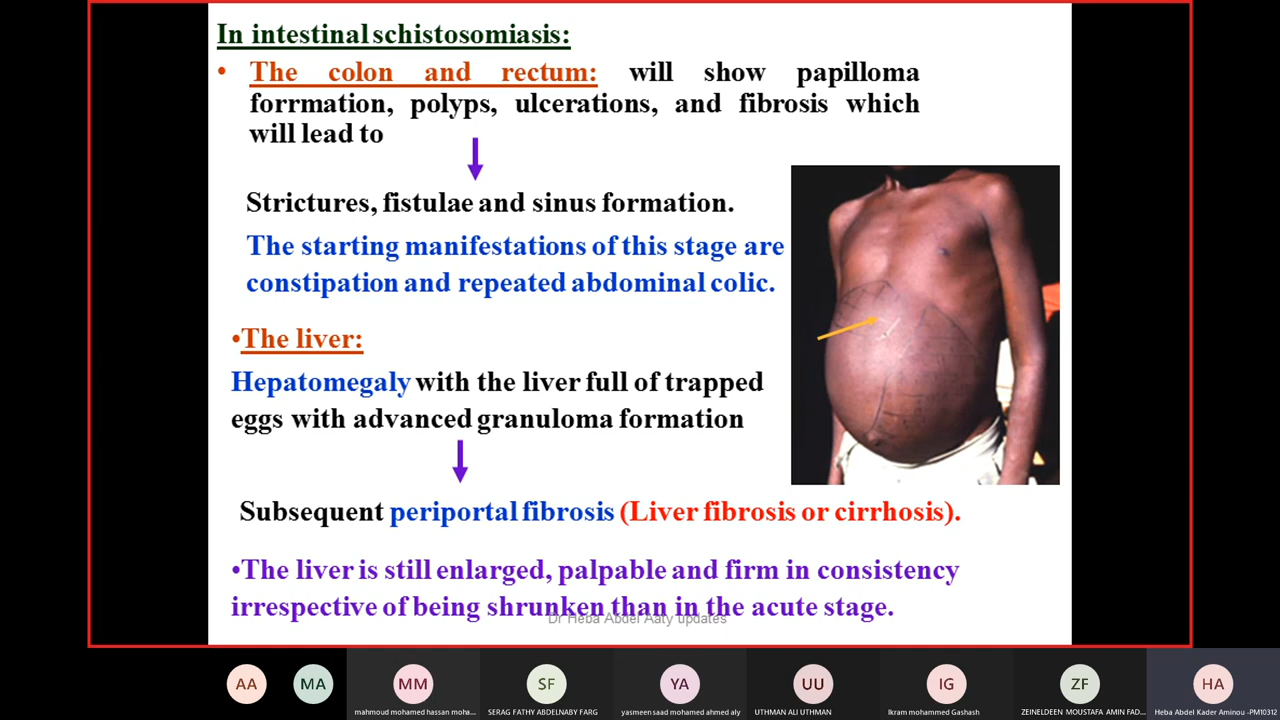 In intestinal schistosomiasis:
• The colon and rectum: will show papilloma
forrmation, polyps, ulcerations, and fibrosis which
will lead to
Strictures, fistulae and sinus formation.
The starting manifestations of this stage are
constipation and repeated abdominal colic.
•The liver:
Hepatomegaly with the liver full of trapped
eggs with advanced granuloma formation
Subsequent periportal fibrosis (Liver fibrosis or cirrhosis).
•The liver is still enlarged, palpable and firm in consistency
irrespective of being shrunken than in the acute stage.
Dr Heba Abdel Aaty updates
AA MA MM SF YA UU IG ZF HA
mahmoud mohamed hassan moha... SERAG FATHY ABDELNABY FARG yasmeen saad mohamed ahmed aly UTHMAN ALI UTHMAN Ikram mohammed Gashash ZEINELDEEN MOUSTAFA AMIN FAD... Heba Abdel Kader Aminou -PM10312